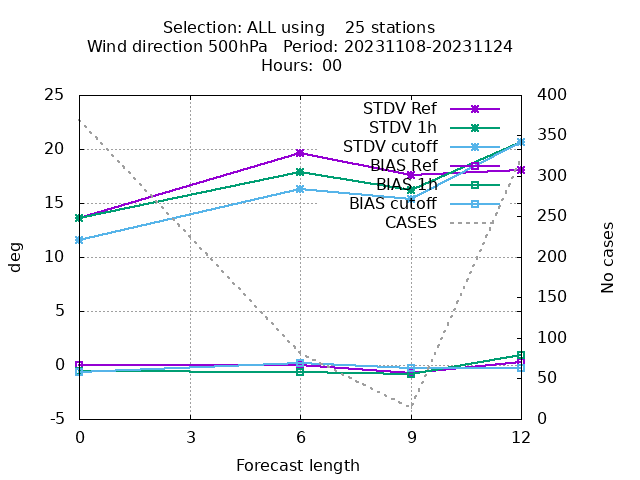 Selection: ALL using    25 stations
Wind direction 500hPa   Period: 20231108-20231124
Hours: 00
25
20
15
10
5
0
-5
400
350
300
250
200
150
100
50
0
STDV Ref
STDV 1h
STDV cutoff
BIAS Ref
BIAS 1h
BIAS cutoff
CASES
deg
No cases
0 3 6 9 12
Forecast length